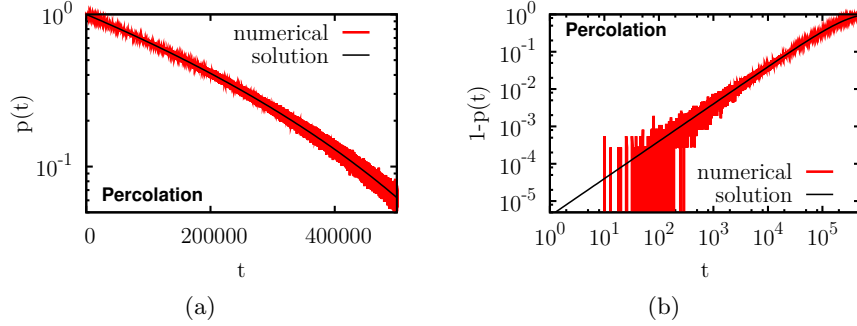 10^0
10^-1
p(t)
numerical
solution
Percolation
0 200000 400000
t
(a)
10^0
10^-1
10^-2
10^-3
10^-4
10^-5
1-p(t)
Percolation
numerical
solution
10^0 10^1 10^2 10^3 10^4 10^5
t
(b)